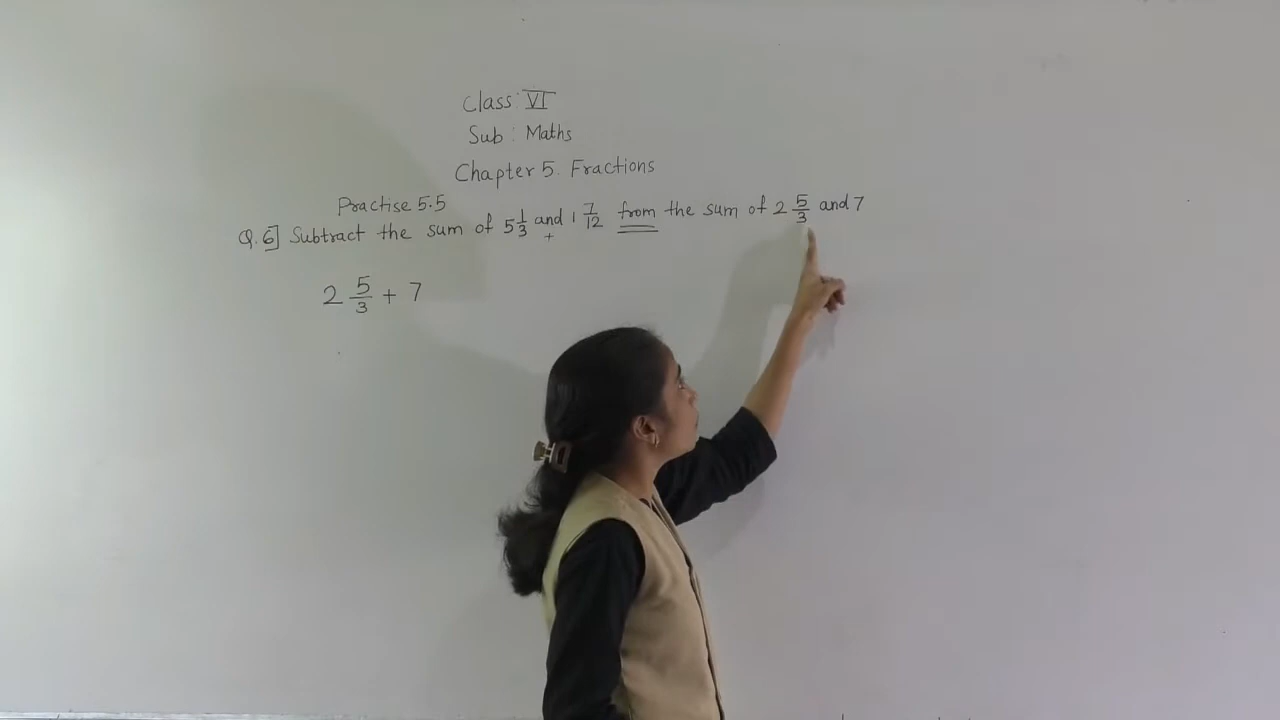 Class : VI
Sub : Maths
Chapter 5. Fractions
Practise 5.5
Q.6] Subtract the sum of 5 1/3 and 1 7/12 from the sum of 2 5/3 and 7
+
2 5/3 + 7